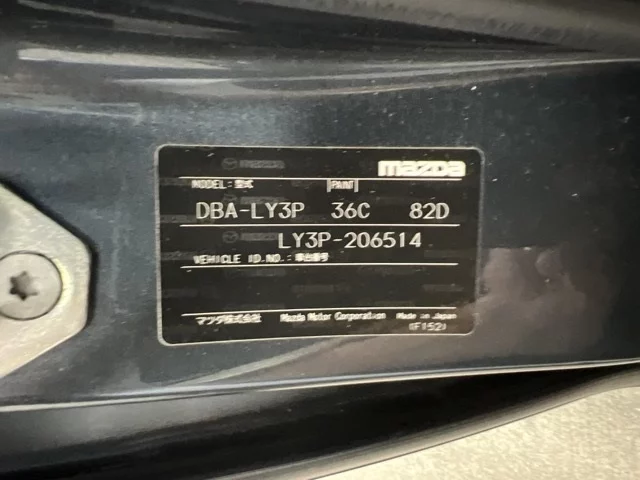 mazda
MODEL:型式 PAINT
DBA-LY3P 36C 82D
LY3P-206514
VEHICLE ID.NO.:車台番号
マツダ株式会社 Mazda Motor Corporation Made in Japan
(F152)